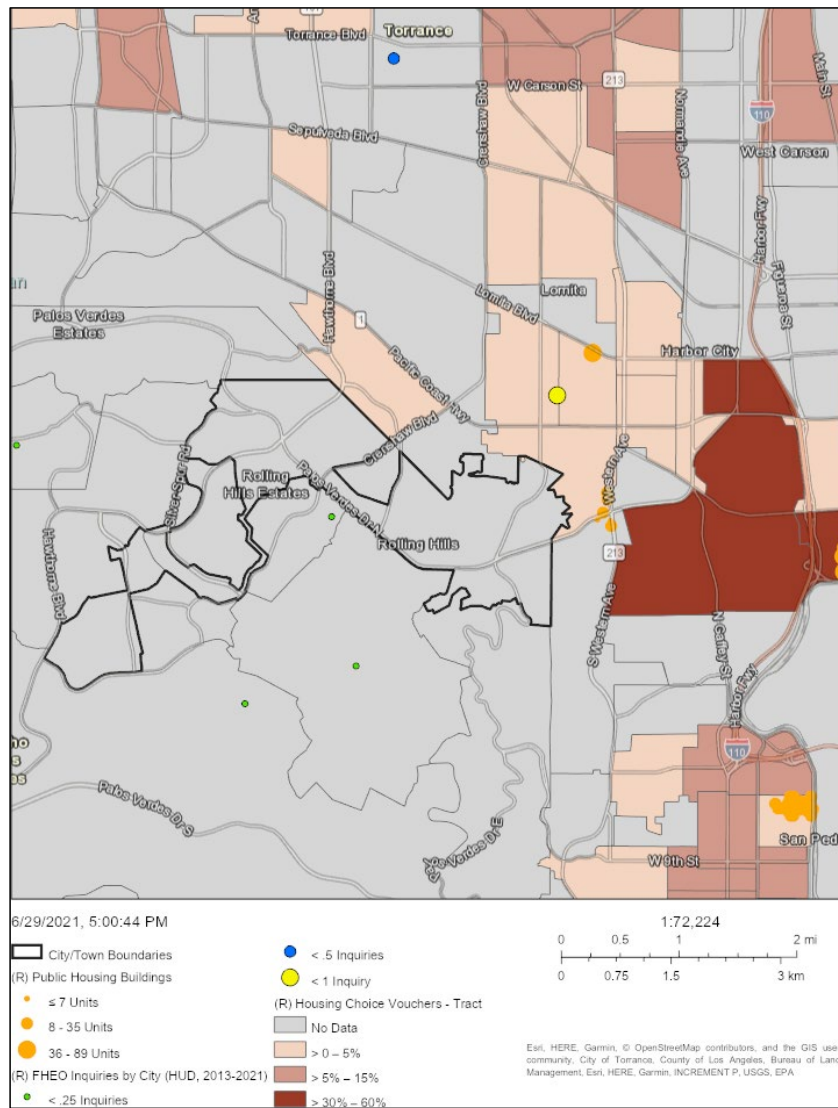 Torrance Blvd
Torrance
W Carson St
213
Main St
Crenshaw Blvd
Normandie Ave
110
Sepulveda Blvd
West Carson
Harbor Fwy
Hawthorne Blvd
Figueroa St
Lomita Blvd
Lomita
Palos Verdes
Estates
1
Harbor City
Pacific Coast Hwy
Crenshaw Blvd
Silver Spur Rd
Rolling
Hills Estates
Palos Verdes Dr N
Western Ave
Rolling Hills
Hawthorne Blvd
213
S Western Ave
N Gaffey St
Harbor Fwy
110
Palos Verdes Dr S
Palos Verdes Dr E
San Ped
W 9th St
6/29/2021, 5:00:44 PM
1:72,224
City/Town Boundaries
(R) Public Housing Buildings
≤ 7 Units
8 - 35 Units
36 - 89 Units
(R) FHEO Inquiries by City (HUD, 2013-2021)
< .25 Inquiries
< .5 Inquiries
< 1 Inquiry
(R) Housing Choice Vouchers - Tract
No Data
> 0 - 5%
> 5% – 15%
> 30% – 60%
0 0.5 1 2 mi
0 0.75 1.5 3 km
Esri, HERE, Garmin, © OpenStreetMap contributors, and the GIS use
community, City of Torrance, County of Los Angeles, Bureau of Land
Management, Esri, HERE, Garmin, INCREMENT P, USGS, EPA